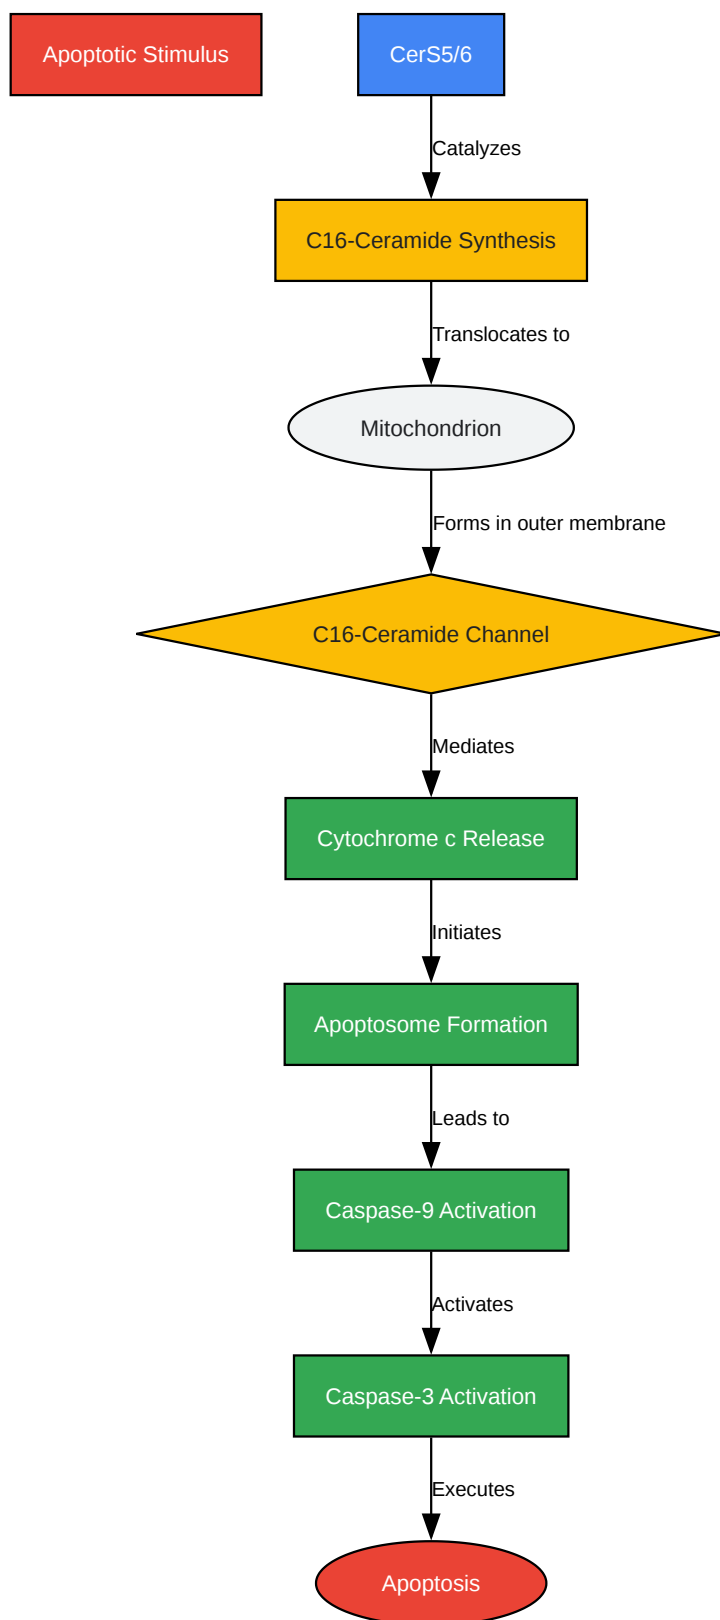 Apoptotic Stimulus
CerS5/6
Catalyzes
C16-Ceramide Synthesis
Translocates to
Mitochondrion
Forms in outer membrane
C16-Ceramide Channel
Mediates
Cytochrome c Release
Initiates
Apoptosome Formation
Leads to
Caspase-9 Activation
Activates
Caspase-3 Activation
Executes
Apoptosis